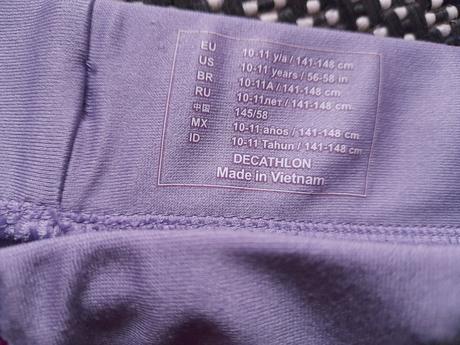 EU 10-11 y/a / 141-148 cm
US 10-11 years / 56-58 in
BR 10-11A / 141-148 cm
RU 10-11лет / 141-148 cm
中国 145/58
MX 10-11 años / 141-148 cm
ID 10-11 Tahun / 141-148 cm
DECATHLON
Made in Vietnam